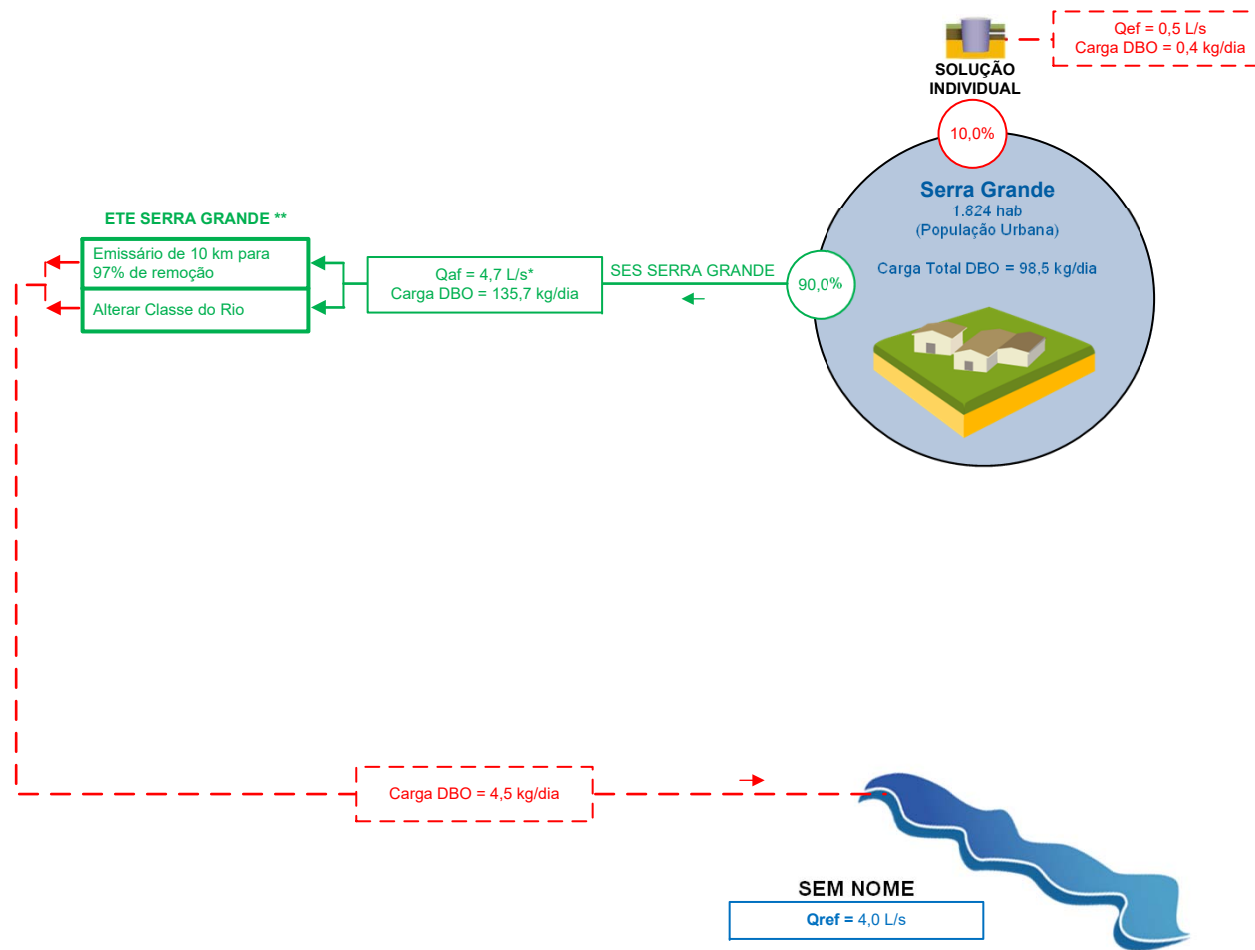 Qef = 0,5 L/s
Carga DBO = 0,4 kg/dia
SOLUÇÃO
INDIVIDUAL
10,0%
Serra Grande
1.824 hab
(População Urbana)
Carga Total DBO = 98,5 kg/dia
90,0%
SES SERRA GRANDE
Qaf = 4,7 L/s*
Carga DBO = 135,7 kg/dia
ETE SERRA GRANDE **
Emissário de 10 km para
97% de remoção
Alterar Classe do Rio
Carga DBO = 4,5 kg/dia
SEM NOME
Qref = 4,0 L/s